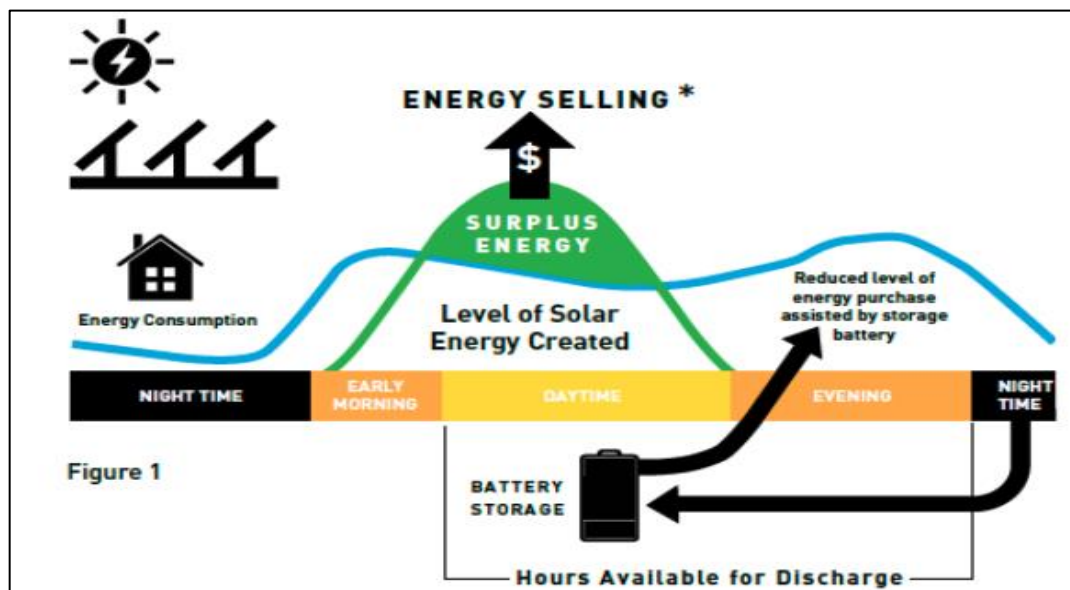 ENERGY SELLING *
$
SURPLUS
ENERGY
Energy Consumption
Level of Solar
Energy Created
Reduced level of
energy purchase
assisted by storage
battery
NIGHT TIME
EARLY
MORNING
DAYTIME
EVENING
NIGHT
TIME
Figure 1
BATTERY
STORAGE
Hours Available for Discharge